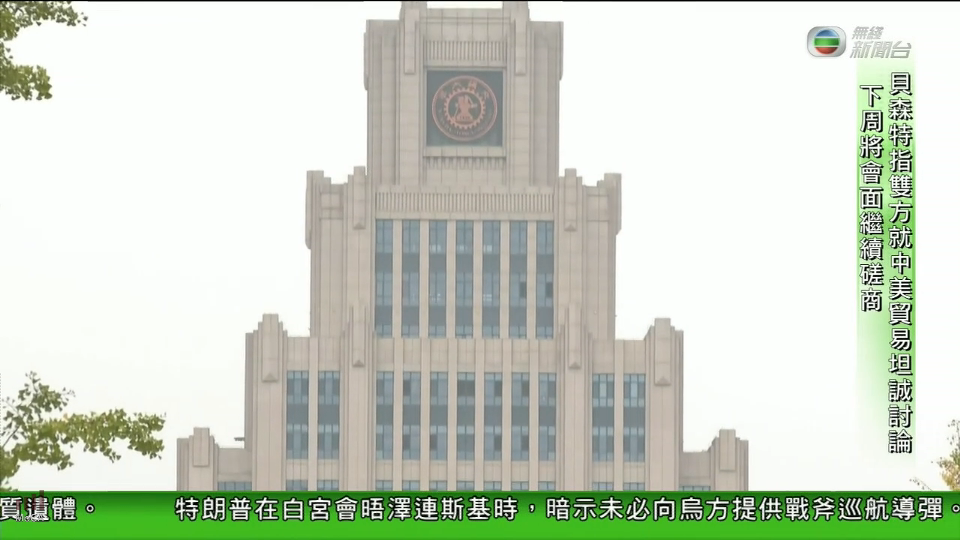 無綫
新聞台
貝森特指雙方就中美貿易坦誠討論
下周將會面繼續磋商
質遺體。 特朗普在白宮會晤澤連斯基時，暗示未必向烏方提供戰斧巡航導彈。